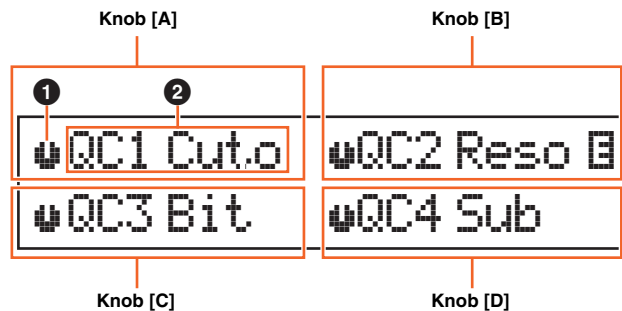 Knob [A] Knob [B]
1 2
QC1 Cut.o QC2 Reso E
QC3 Bit QC4 Sub
Knob [C] Knob [D]